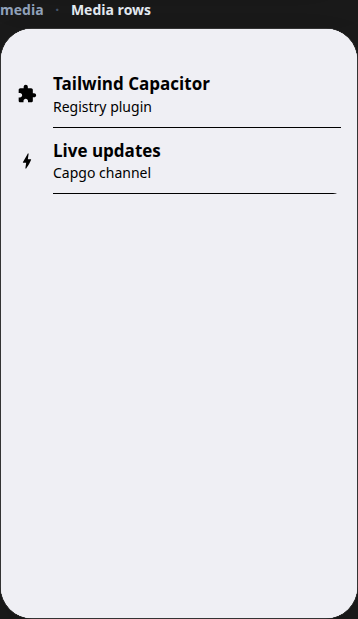 media · Media rows
Tailwind Capacitor
Registry plugin
Live updates
Capgo channel